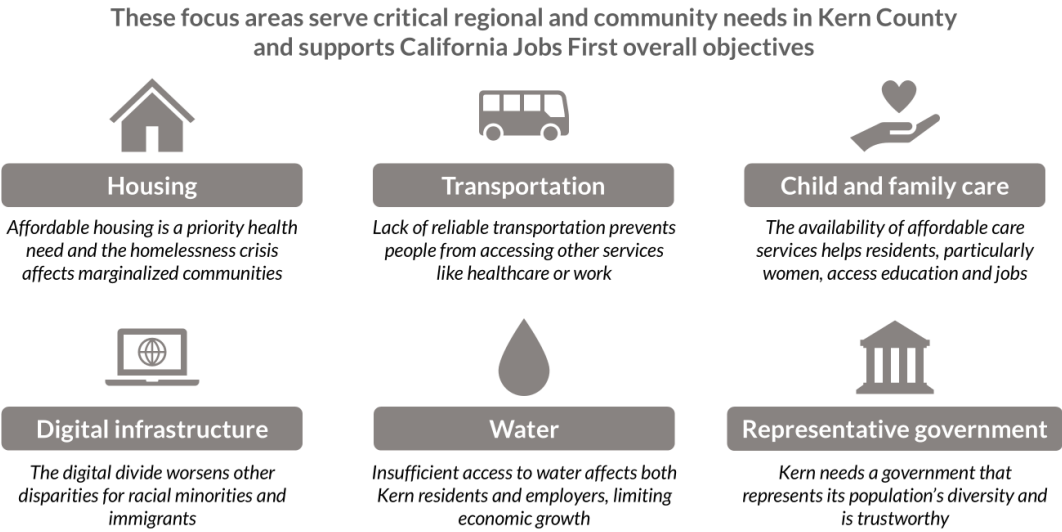 These focus areas serve critical regional and community needs in Kern County
and supports California Jobs First overall objectives
Housing
Affordable housing is a priority health
need and the homelessness crisis
affects marginalized communities
Transportation
Lack of reliable transportation prevents
people from accessing other services
like healthcare or work
Child and family care
The availability of affordable care
services helps residents, particularly
women, access education and jobs
Digital infrastructure
The digital divide worsens other
disparities for racial minorities and
immigrants
Water
Insufficient access to water affects both
Kern residents and employers, limiting
economic growth
Representative government
Kern needs a government that
represents its population’s diversity and
is trustworthy